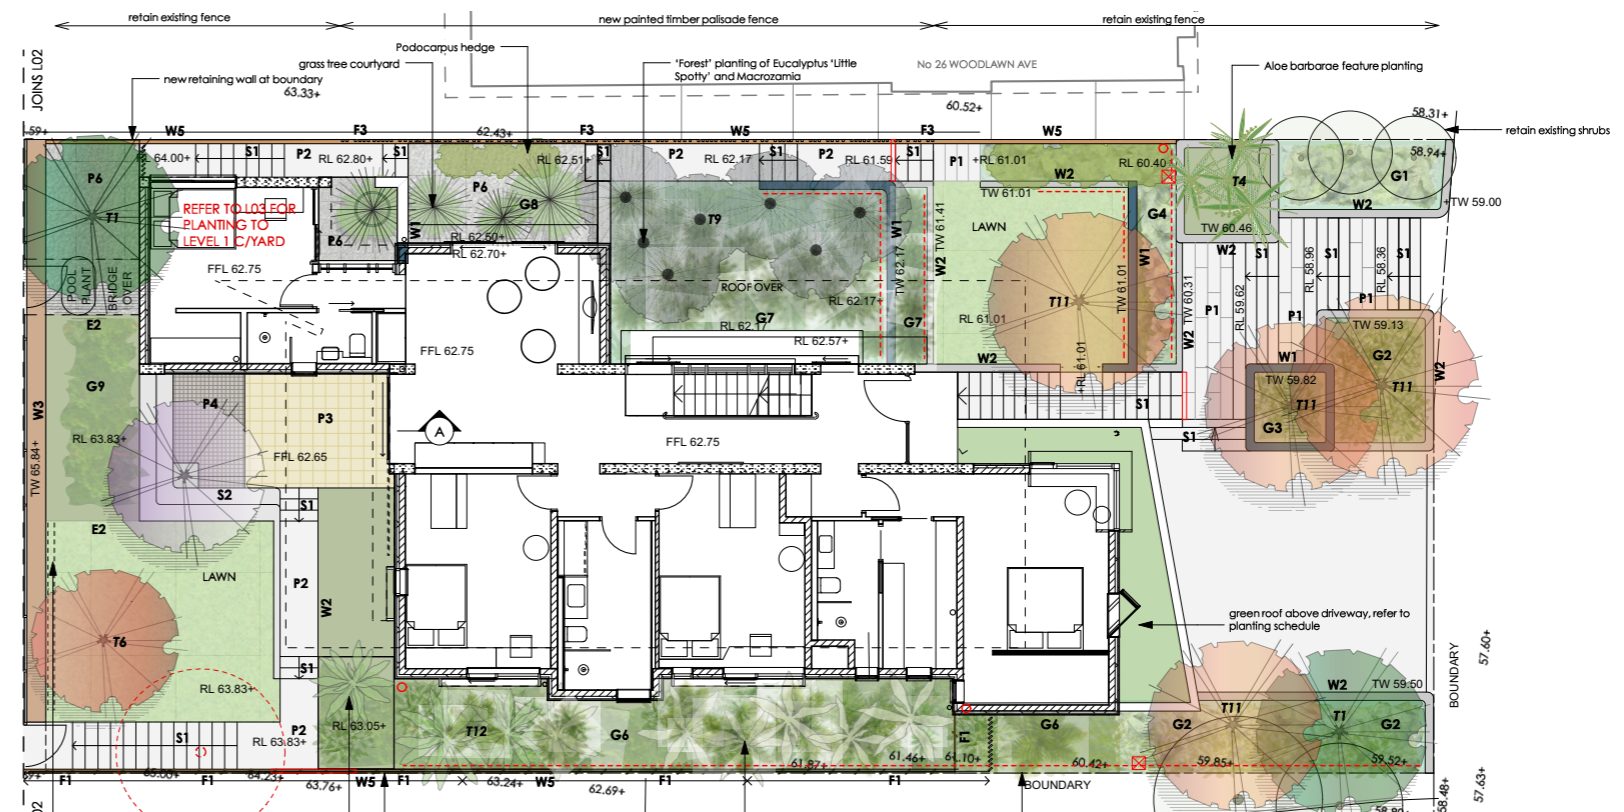 retain existing fence
new painted timber palisade fence
retain existing fence
Podocarpus hedge
grass tree courtyard
'Forest' planting of Eucalyptus 'Little
Spotty' and Macrozamia
No 26 WOODLAWN AVE
Aloe barbarae feature planting
new retaining wall at boundary
JOINS L02
63.33+
60.52+
58.31+
retain existing shrubs
.59+
W5
F3
62.43+
F3
W5
F3
W5
58.94+
RL 64.00+
S1
P2
RL 62.80+
S1
RL 62.51+
S1
P2
RL 62.17
S1
P2
RL 61.59
S1
P1
+RL 61.01
RL 60.40
W2
P6
T1
P6
G8
T9
TW 61.01
T4
G1
W2
+TW 59.00
REFER TO L03 FOR
PLANTING TO
LEVEL 1 C/YARD
P6
W1
RL 62.50+
RL 62.70+
W1
TW 62.17
W2
TW 61.41
LAWN
G4
W1
TW 61.01
TW 60.46
W2
S1
RL 58.96
S1
RL 58.36
S1
FFL 62.75
POOL
PLANT
BRIDGE
OVER
ROOF OVER
RL 62.17+
T11
TW 60.31
P1
RL 59.62
P1
P1
E2
G7
RL 62.17
RL 62.57+
G7
RL 61.01
W2
W2
+RL 61.01
TW 59.13
G2
W1
TW 59.82
T11
T11
W2
FFL 62.75
G9
W3
P4
P3
A
S1
G3
S1
RL 63.83+
FFL 62.65
FFL 62.75
TW 65.84+
S2
S1
E2
LAWN
P2
W2
T6
green roof above driveway, refer to
planting schedule
S1
RL 63.83+
BOUNDARY
57.60+
W2
TW 59.50
RL 63.05+
T12
G6
G6
F1
G2
T11
T1
G2
S1
RL 63.83+
P2
61.87+
61.46+
60.42+
59.85+
59.52+
F1
65.00+
F1
64.23+
63.76+
W5
F1
63.24+
W5
62.69+
F1
F1
BOUNDARY
58.48+
57.63+